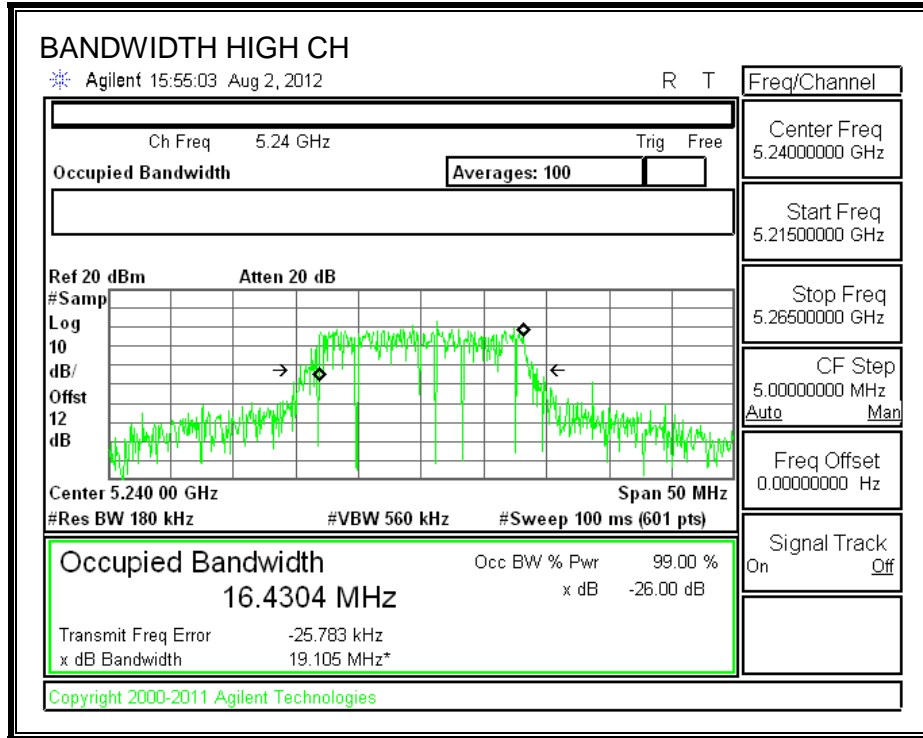 BANDWIDTH HIGH CH
Agilent 15:55:03 Aug 2, 2012 R T
Ch Freq 5.24 GHz Trig Free
Occupied Bandwidth Averages: 100
Ref 20 dBm Atten 20 dB
#Samp
Log
10
dB/
Offst
12
dB
Center 5.240 00 GHz Span 50 MHz
#Res BW 180 kHz #VBW 560 kHz #Sweep 100 ms (601 pts)
Occupied Bandwidth Occ BW % Pwr 99.00 %
16.4304 MHz x dB -26.00 dB
Transmit Freq Error -25.783 kHz
x dB Bandwidth 19.105 MHz*
Copyright 2000-2011 Agilent Technologies
Freq/Channel
Center Freq
5.24000000 GHz
Start Freq
5.21500000 GHz
Stop Freq
5.26500000 GHz
CF Step
5.00000000 MHz
Auto Man
Freq Offset
0.00000000 Hz
Signal Track
On Off